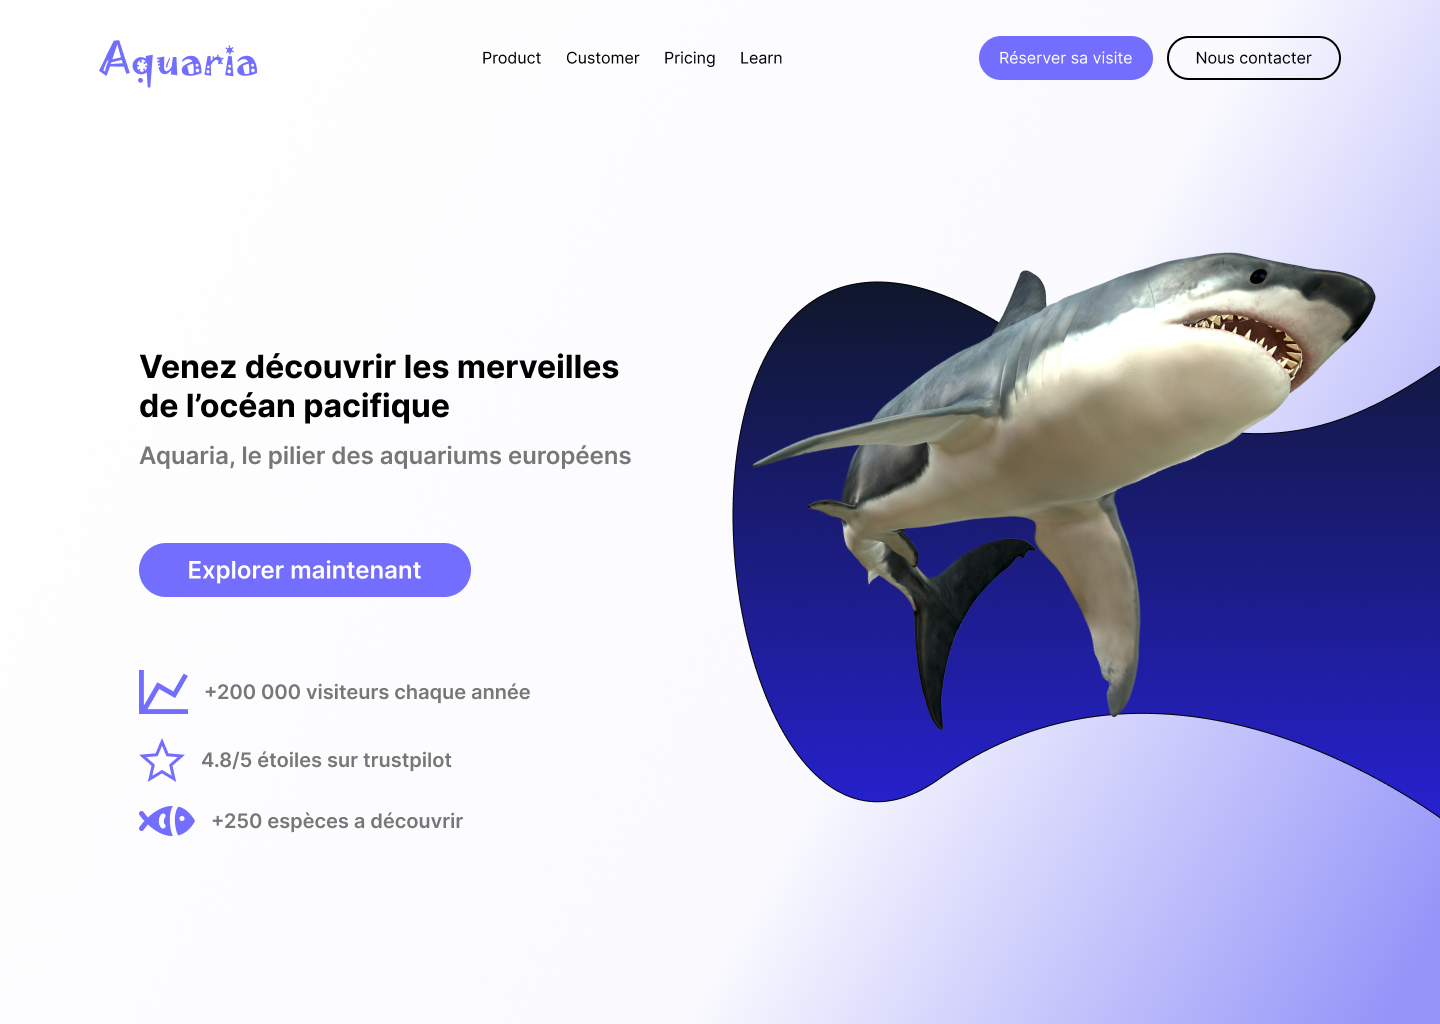 Aquaria
Product Customer Pricing Learn
Réserver sa visite
Nous contacter
Venez découvrir les merveilles
de l’océan pacifique
Aquaria, le pilier des aquariums européens
Explorer maintenant
+200 000 visiteurs chaque année
4.8/5 étoiles sur trustpilot
+250 espèces a découvrir